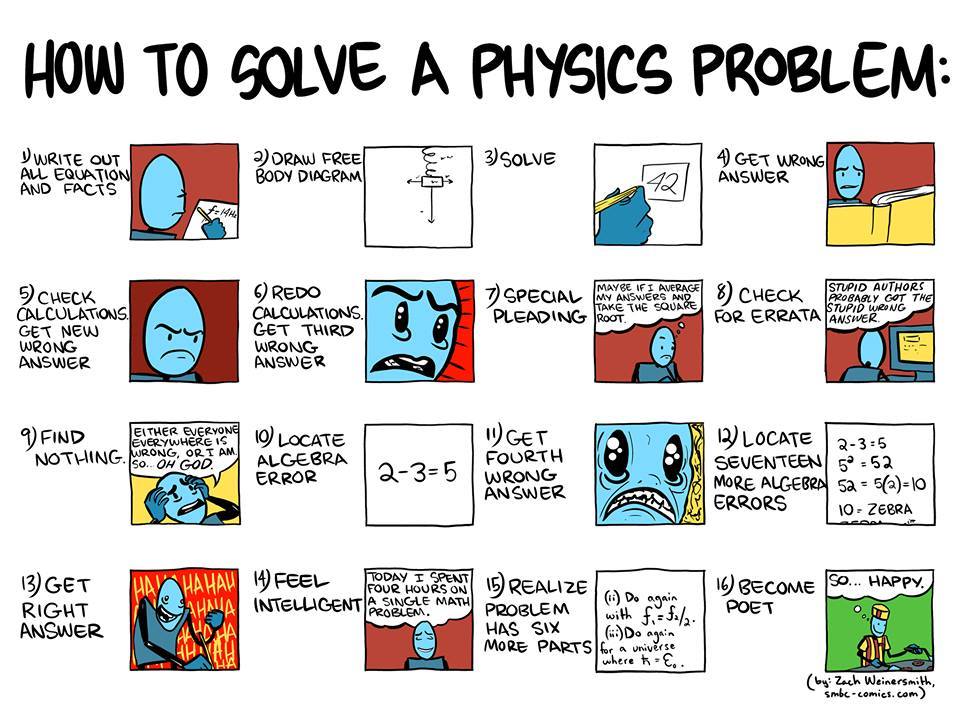 HOW TO SOLVE A PHYSICS PROBLEM:
1) WRITE OUT
ALL EQUATION
AND FACTS
f=14Hz
2) DRAW FREE
BODY DIAGRAM
3) SOLVE
42
4) GET WRONG
ANSWER
5) CHECK
CALCULATIONS.
GET NEW
WRONG
ANSWER
6) REDO
CALCULATIONS.
GET THIRD
WRONG
ANSWER
7) SPECIAL
PLEADING
MAYBE IF I AVERAGE
MY ANSWERS AND
TAKE THE SQUARE
ROOT.
8) CHECK
FOR ERRATA
STUPID AUTHORS
PROBABLY GOT THE
STUPID WRONG
ANSWER.
9) FIND
NOTHING.
EITHER EVERYONE
EVERYWHERE IS
WRONG, OR I AM.
SO... OH GOD.
10) LOCATE
ALGEBRA
ERROR
2-3=5
11) GET
FOURTH
WRONG
ANSWER
12) LOCATE
SEVENTEEN
MORE ALGEBRA
ERRORS
2-3=5
5²=52
52=5(2)=10
10=ZEBRA
13) GET
RIGHT
ANSWER
HAHAHAHAH
14) FEEL
INTELLIGENT
TODAY I SPENT
FOUR HOURS ON
A SINGLE MATH
PROBLEM.
15) REALIZE
PROBLEM
HAS SIX
MORE PARTS
(ii) Do again
with f₁=f₂/2.
(iii) Do again
for a universe
where ħ=ε₀.
16) BECOME
POET
SO... HAPPY.
(by: Zach Weinersmith,
smbc-comics.com)